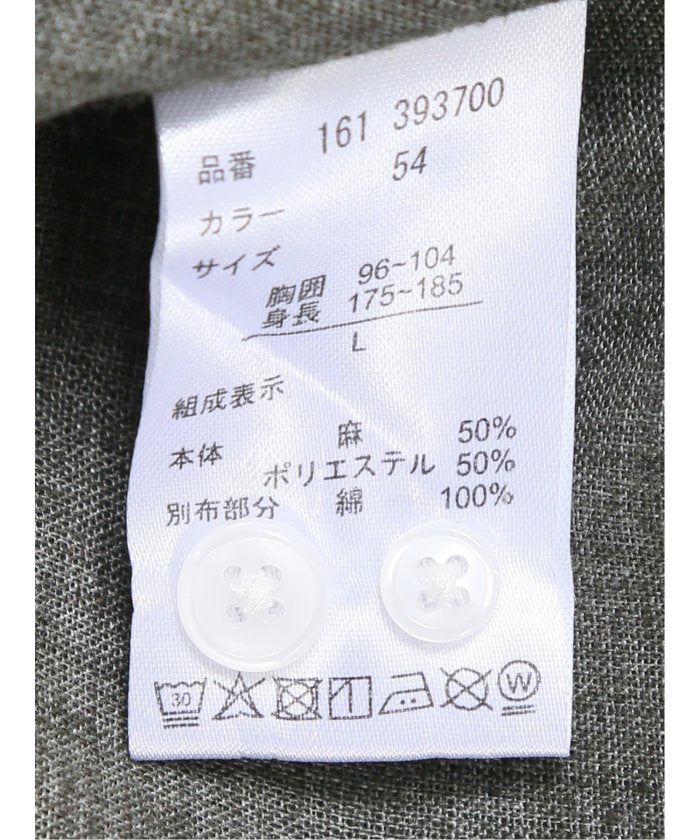 品番 161 393700
カラー 54
サイズ
胸囲 96~104
身長 175~185
L
組成表示
本体 麻 50%
ポリエステル 50%
別布部分 綿 100%
30 W